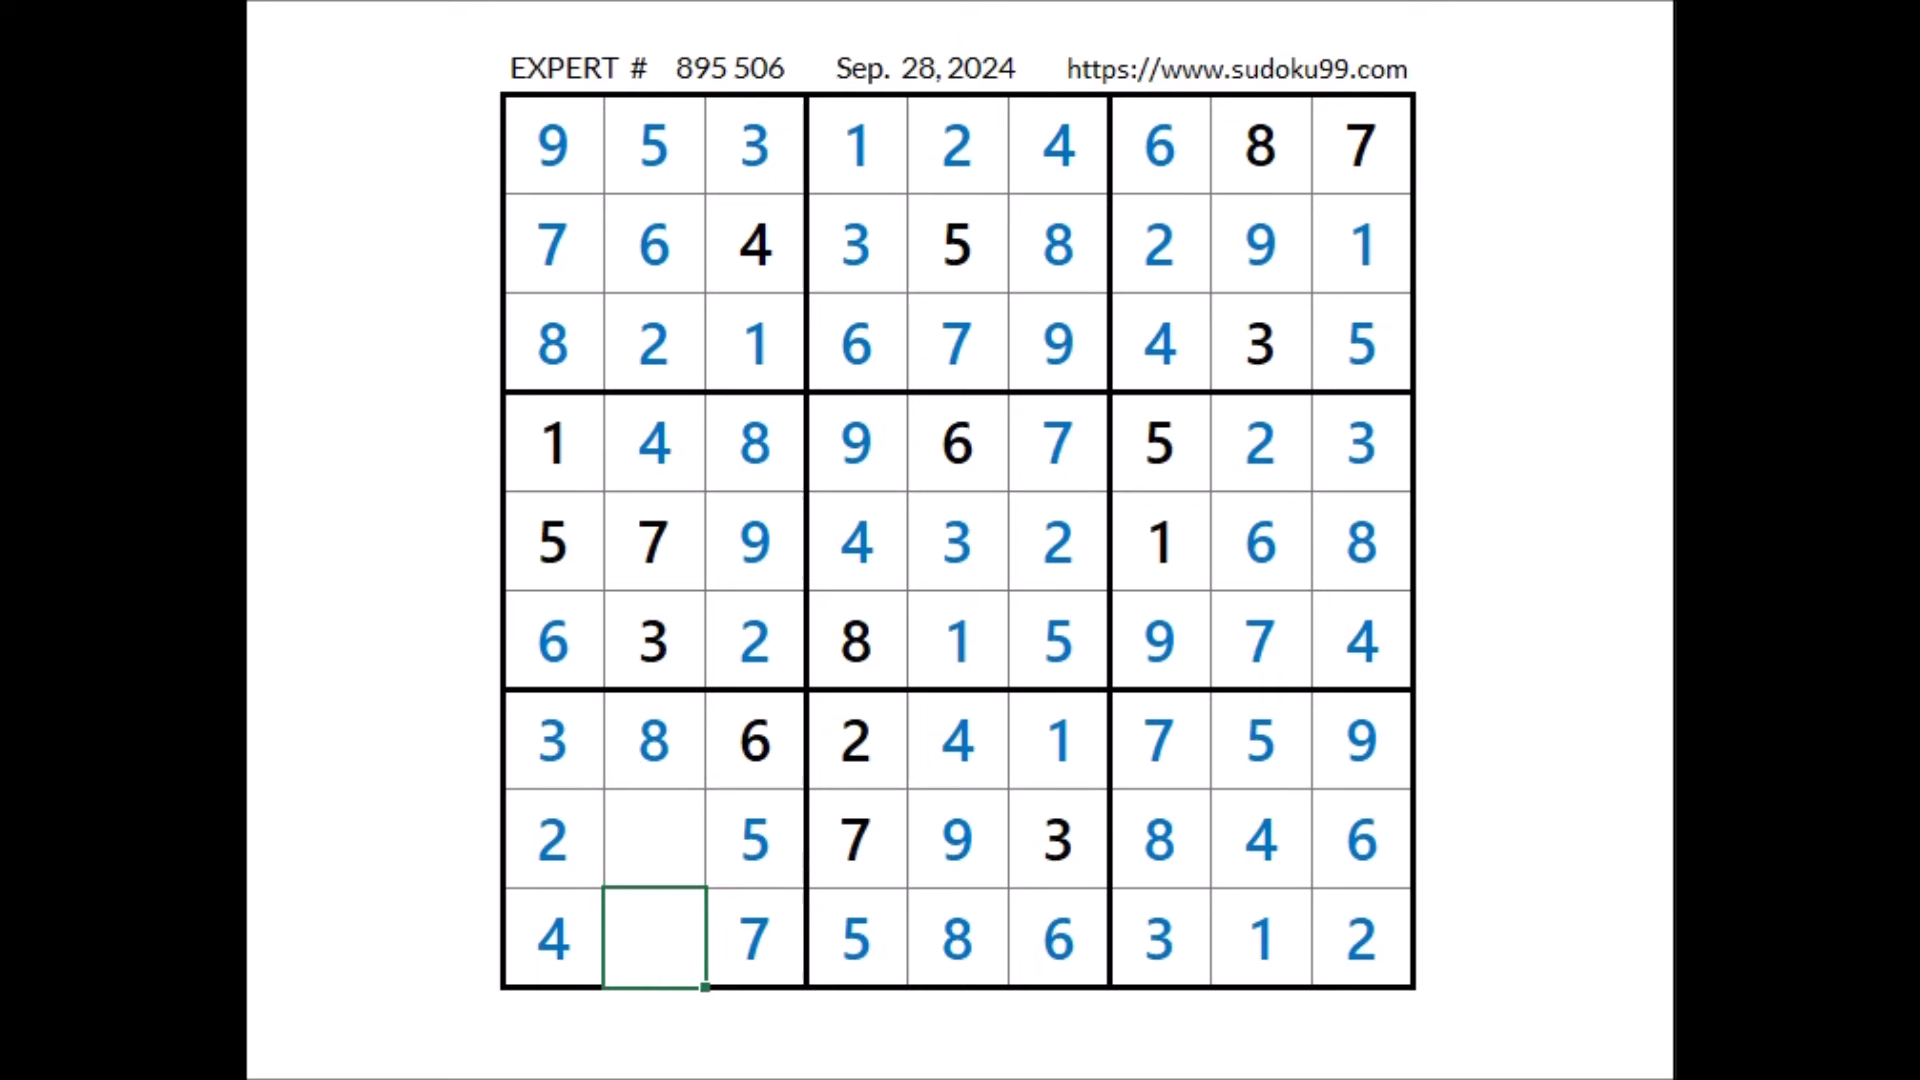 EXPERT # 895 506 Sep. 28, 2024 https://www.sudoku99.com
9 5 3 1 2 4 6 8 7
7 6 4 3 5 8 2 9 1
8 2 1 6 7 9 4 3 5
1 4 8 9 6 7 5 2 3
5 7 9 4 3 2 1 6 8
6 3 2 8 1 5 9 7 4
3 8 6 2 4 1 7 5 9
2 5 7 9 3 8 4 6
4 7 5 8 6 3 1 2